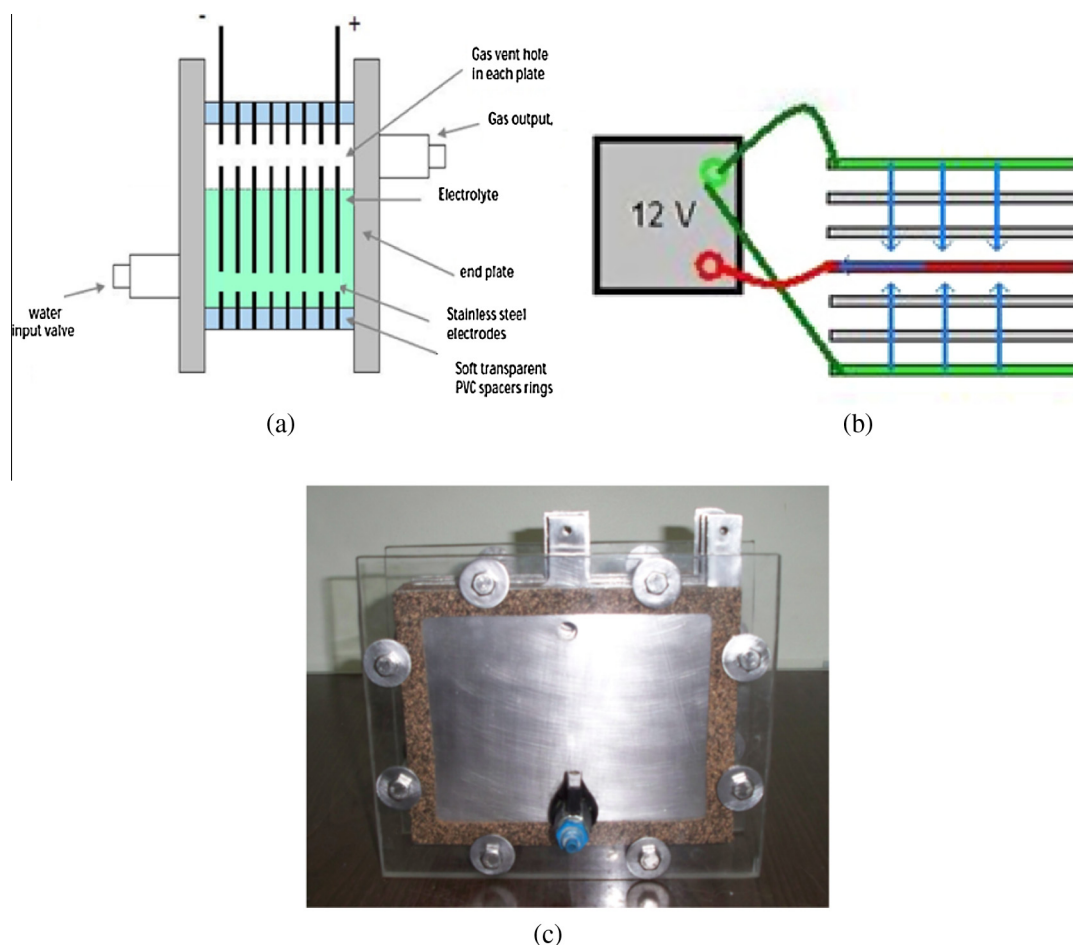 -
+
Gas vent hole
in each plate
Gas output,
Electrolyte
end plate
water
input valve
Stainless steel
electrodes
Soft transparent
PVC spacers rings
(a)
12 V
(b)
(c)